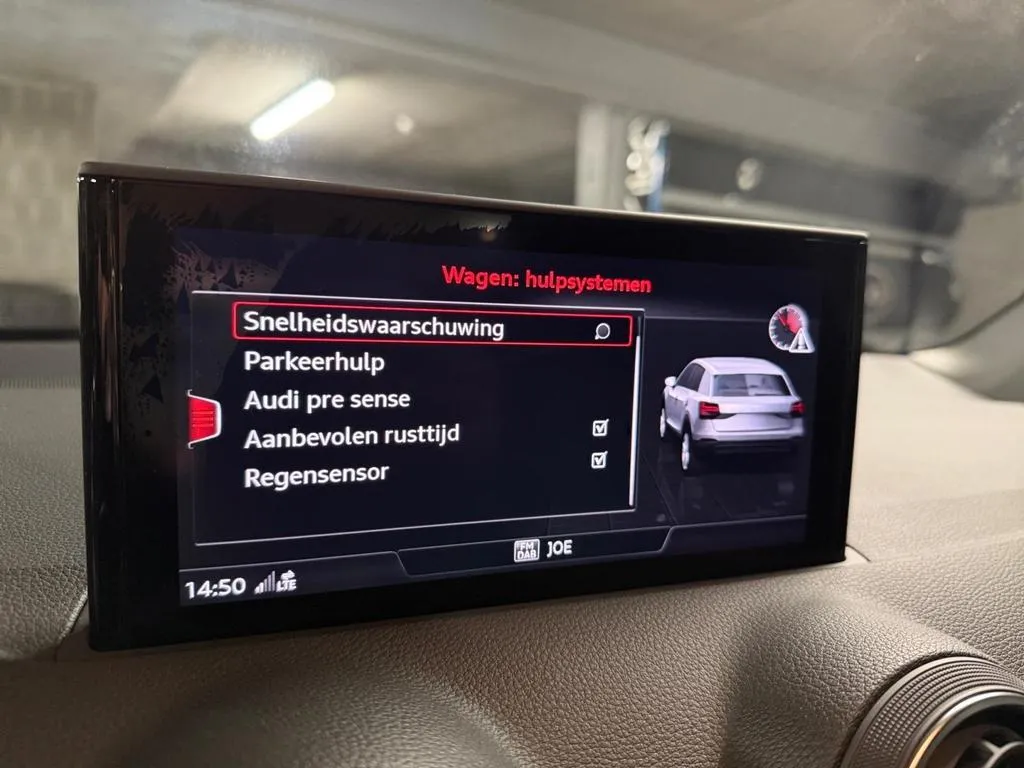 Wagen: hulpsystemen
Snelheidswaarschuwing
Parkeerhulp
Audi pre sense
Aanbevolen rusttijd
Regensensor
FM
DAB
JOE
14:50 LTE